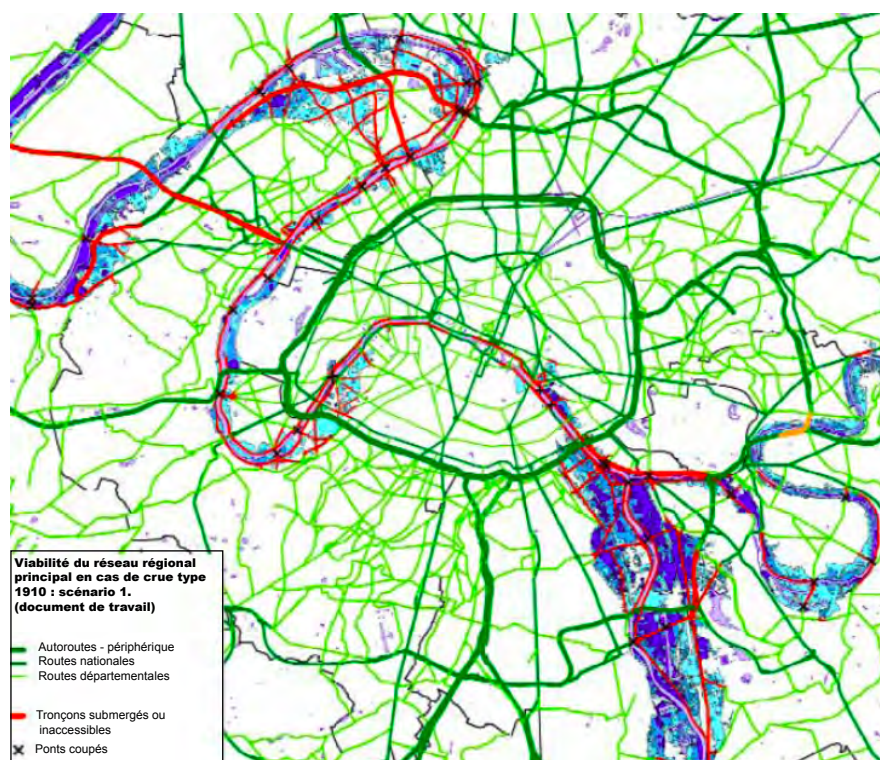 Viabilité du réseau régional
principal en cas de crue type
1910 : scénario 1.
(document de travail)
Autoroutes - périphérique
Routes nationales
Routes départementales
Tronçons submergés ou
inaccessibles
Ponts coupés